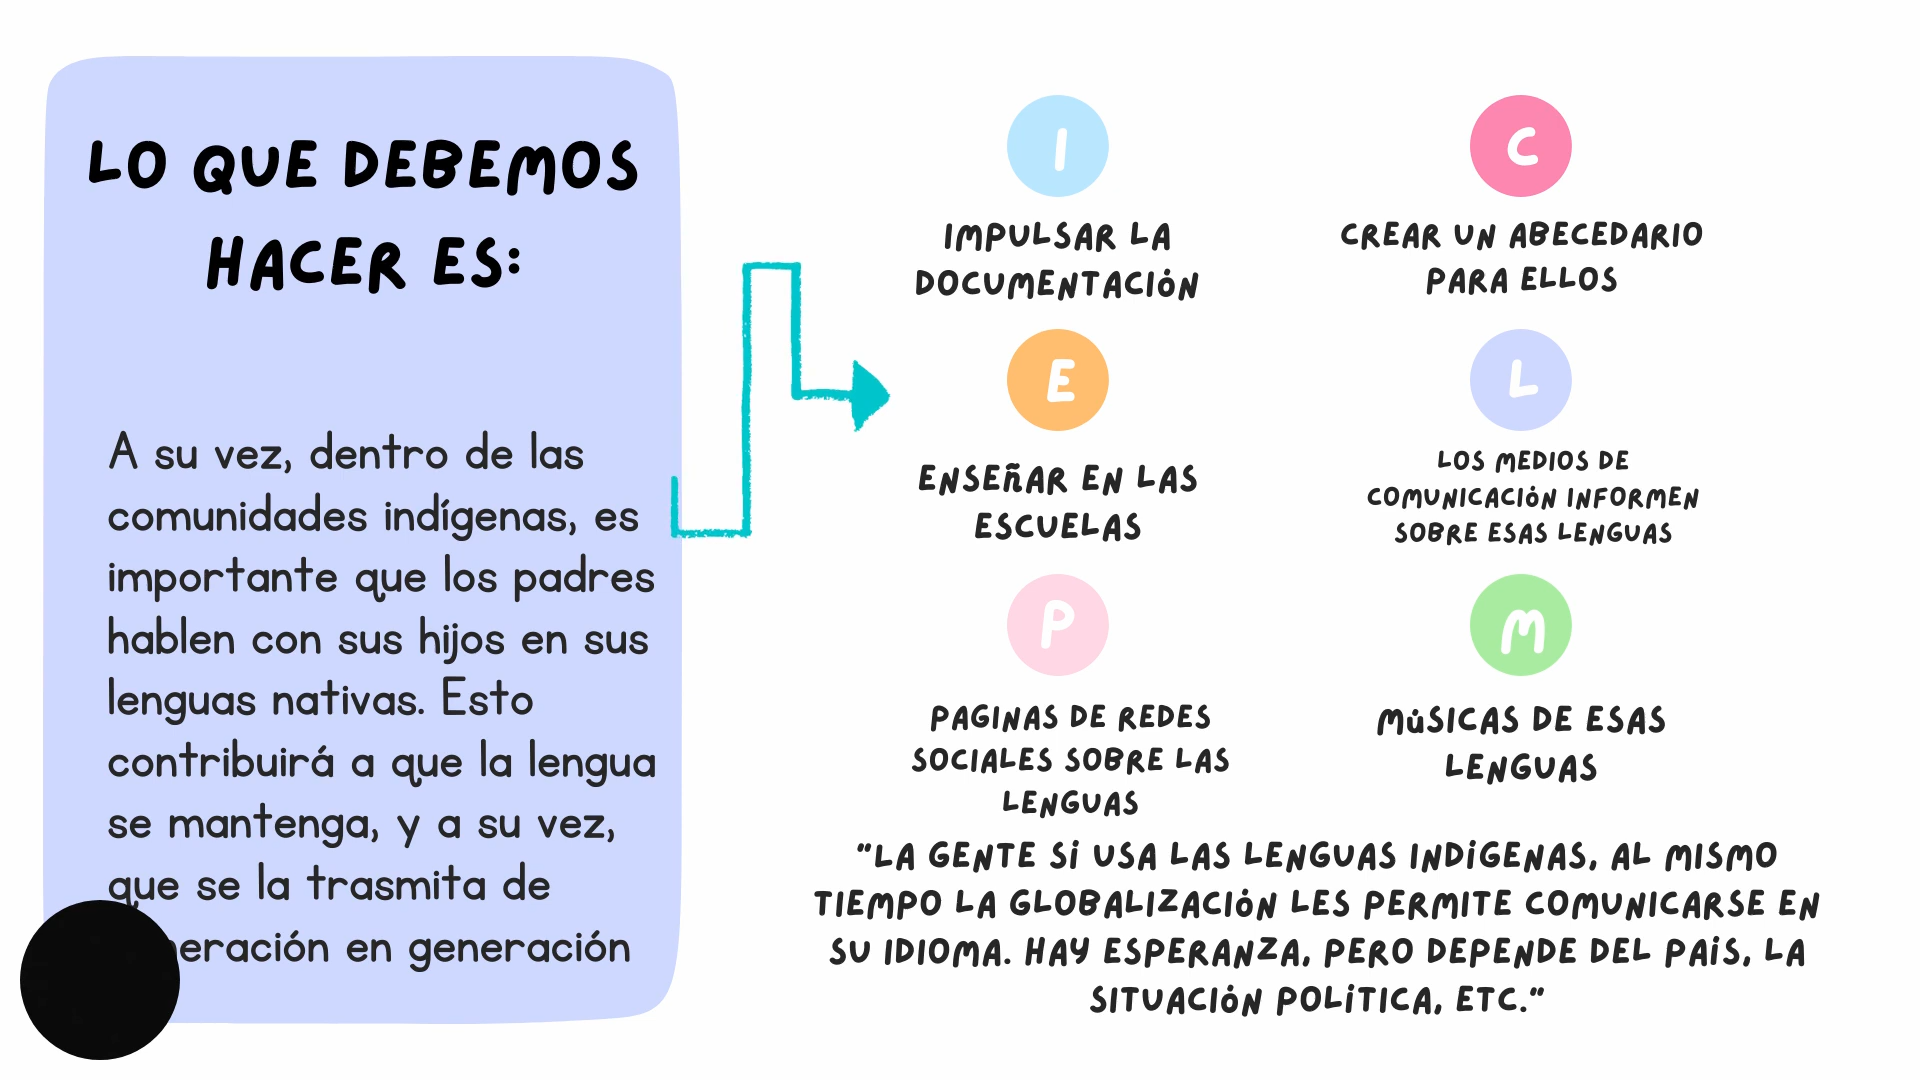 LO QUE DEBEMOS
HACER ES:
A su vez, dentro de las
comunidades indígenas, es
importante que los padres
hablen con sus hijos en sus
lenguas nativas. Esto
contribuirá a que la lengua
se mantenga, y a su vez,
que se la trasmita de
en generación
I
IMPULSAR LA
DOCUMENTACIÓN
C
CREAR UN ABECEDARIO
PARA ELLOS
E
ENSEÑAR EN LAS
ESCUELAS
L
LOS MEDIOS DE
COMUNICACIÓN INFORMEN
SOBRE ESAS LENGUAS
P
PAGINAS DE REDES
SOCIALES SOBRE LAS
LENGUAS
M
MÚSICAS DE ESAS
LENGUAS
"LA GENTE SÍ USA LAS LENGUAS INDÍGENAS, AL MISMO
TIEMPO LA GLOBALIZACIÓN LES PERMITE COMUNICARSE EN
SU IDIOMA. HAY ESPERANZA, PERO DEPENDE DEL PAÍS, LA
SITUACIÓN POLÍTICA, ETC."